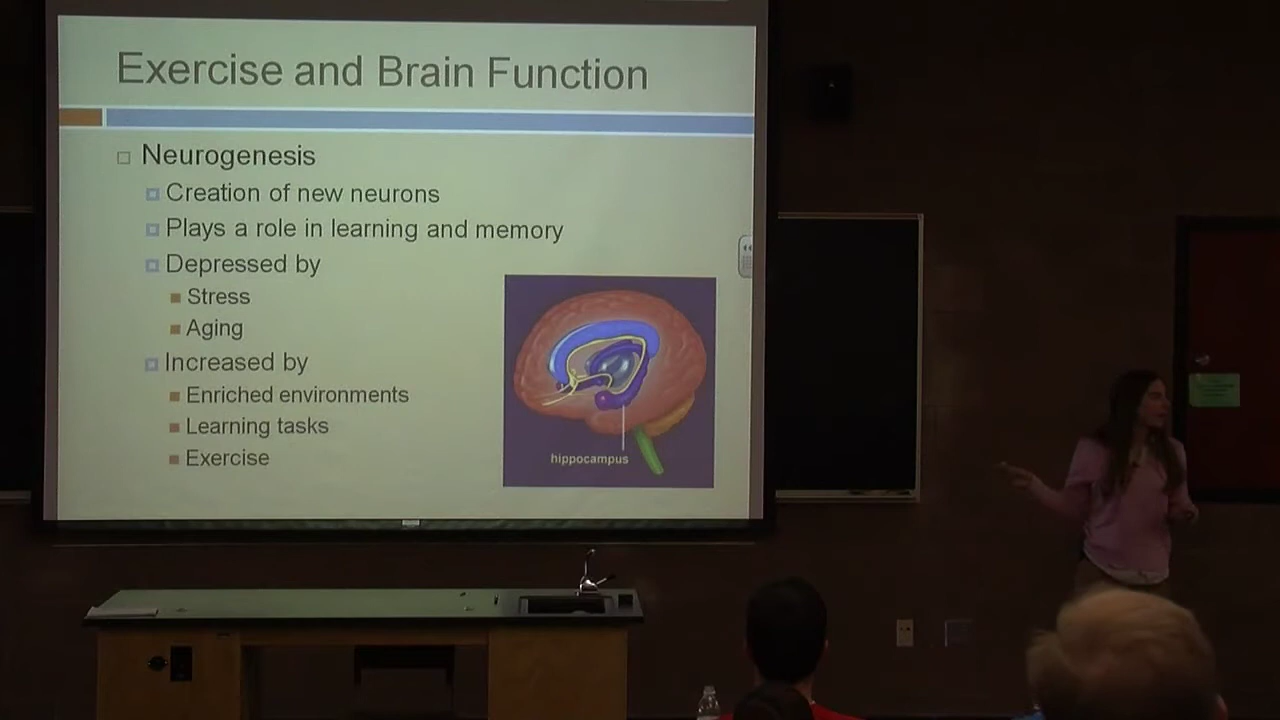 Exercise and Brain Function
Neurogenesis
Creation of new neurons
Plays a role in learning and memory
Depressed by
Stress
Aging
Increased by
Enriched environments
Learning tasks
Exercise
hippocampus